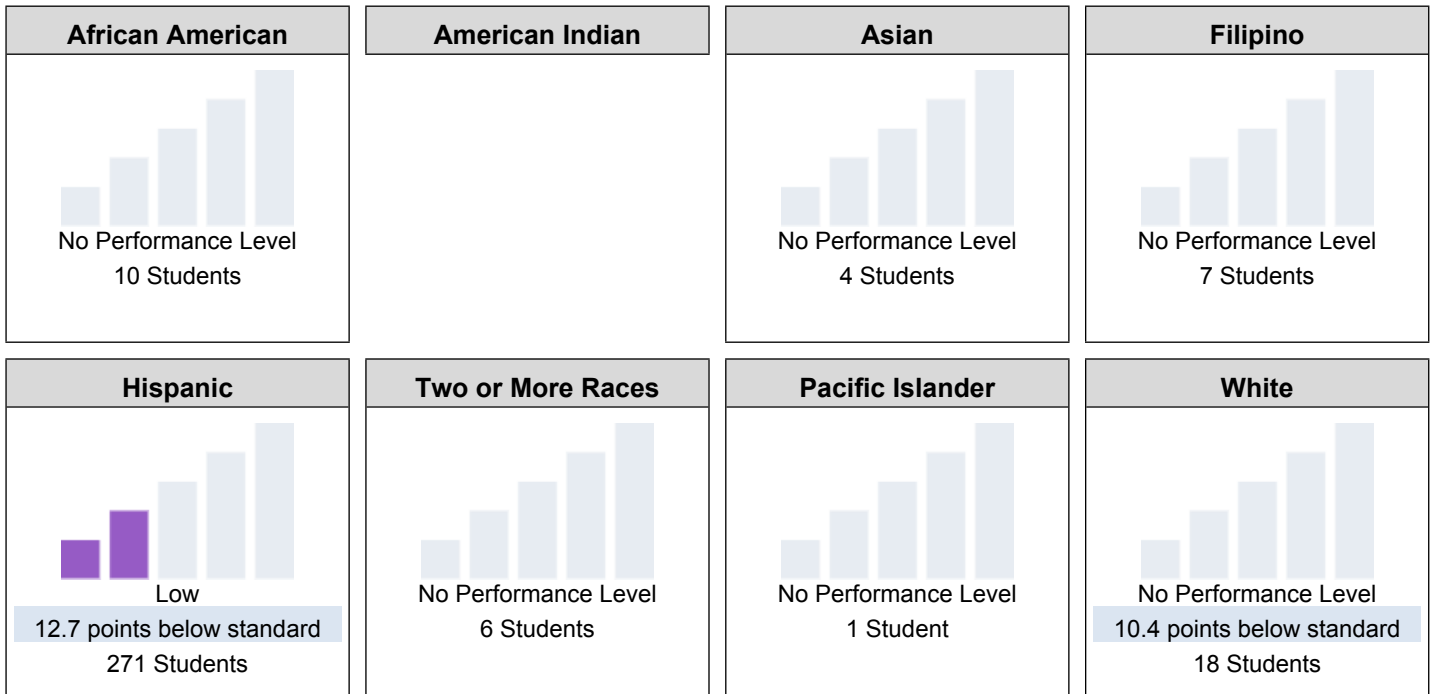 African American
No Performance Level
10 Students
American Indian
Asian
No Performance Level
4 Students
Filipino
No Performance Level
7 Students
Hispanic
Low
12.7 points below standard
271 Students
Two or More Races
No Performance Level
6 Students
Pacific Islander
No Performance Level
1 Student
White
No Performance Level
10.4 points below standard
18 Students